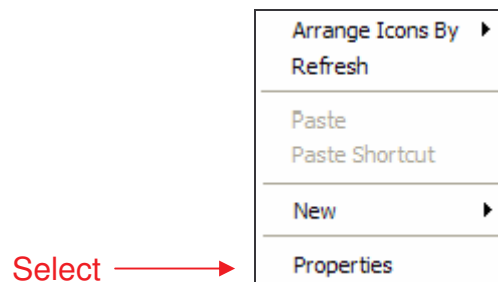 Arrange Icons By
Refresh
Paste
Paste Shortcut
New
Select Properties